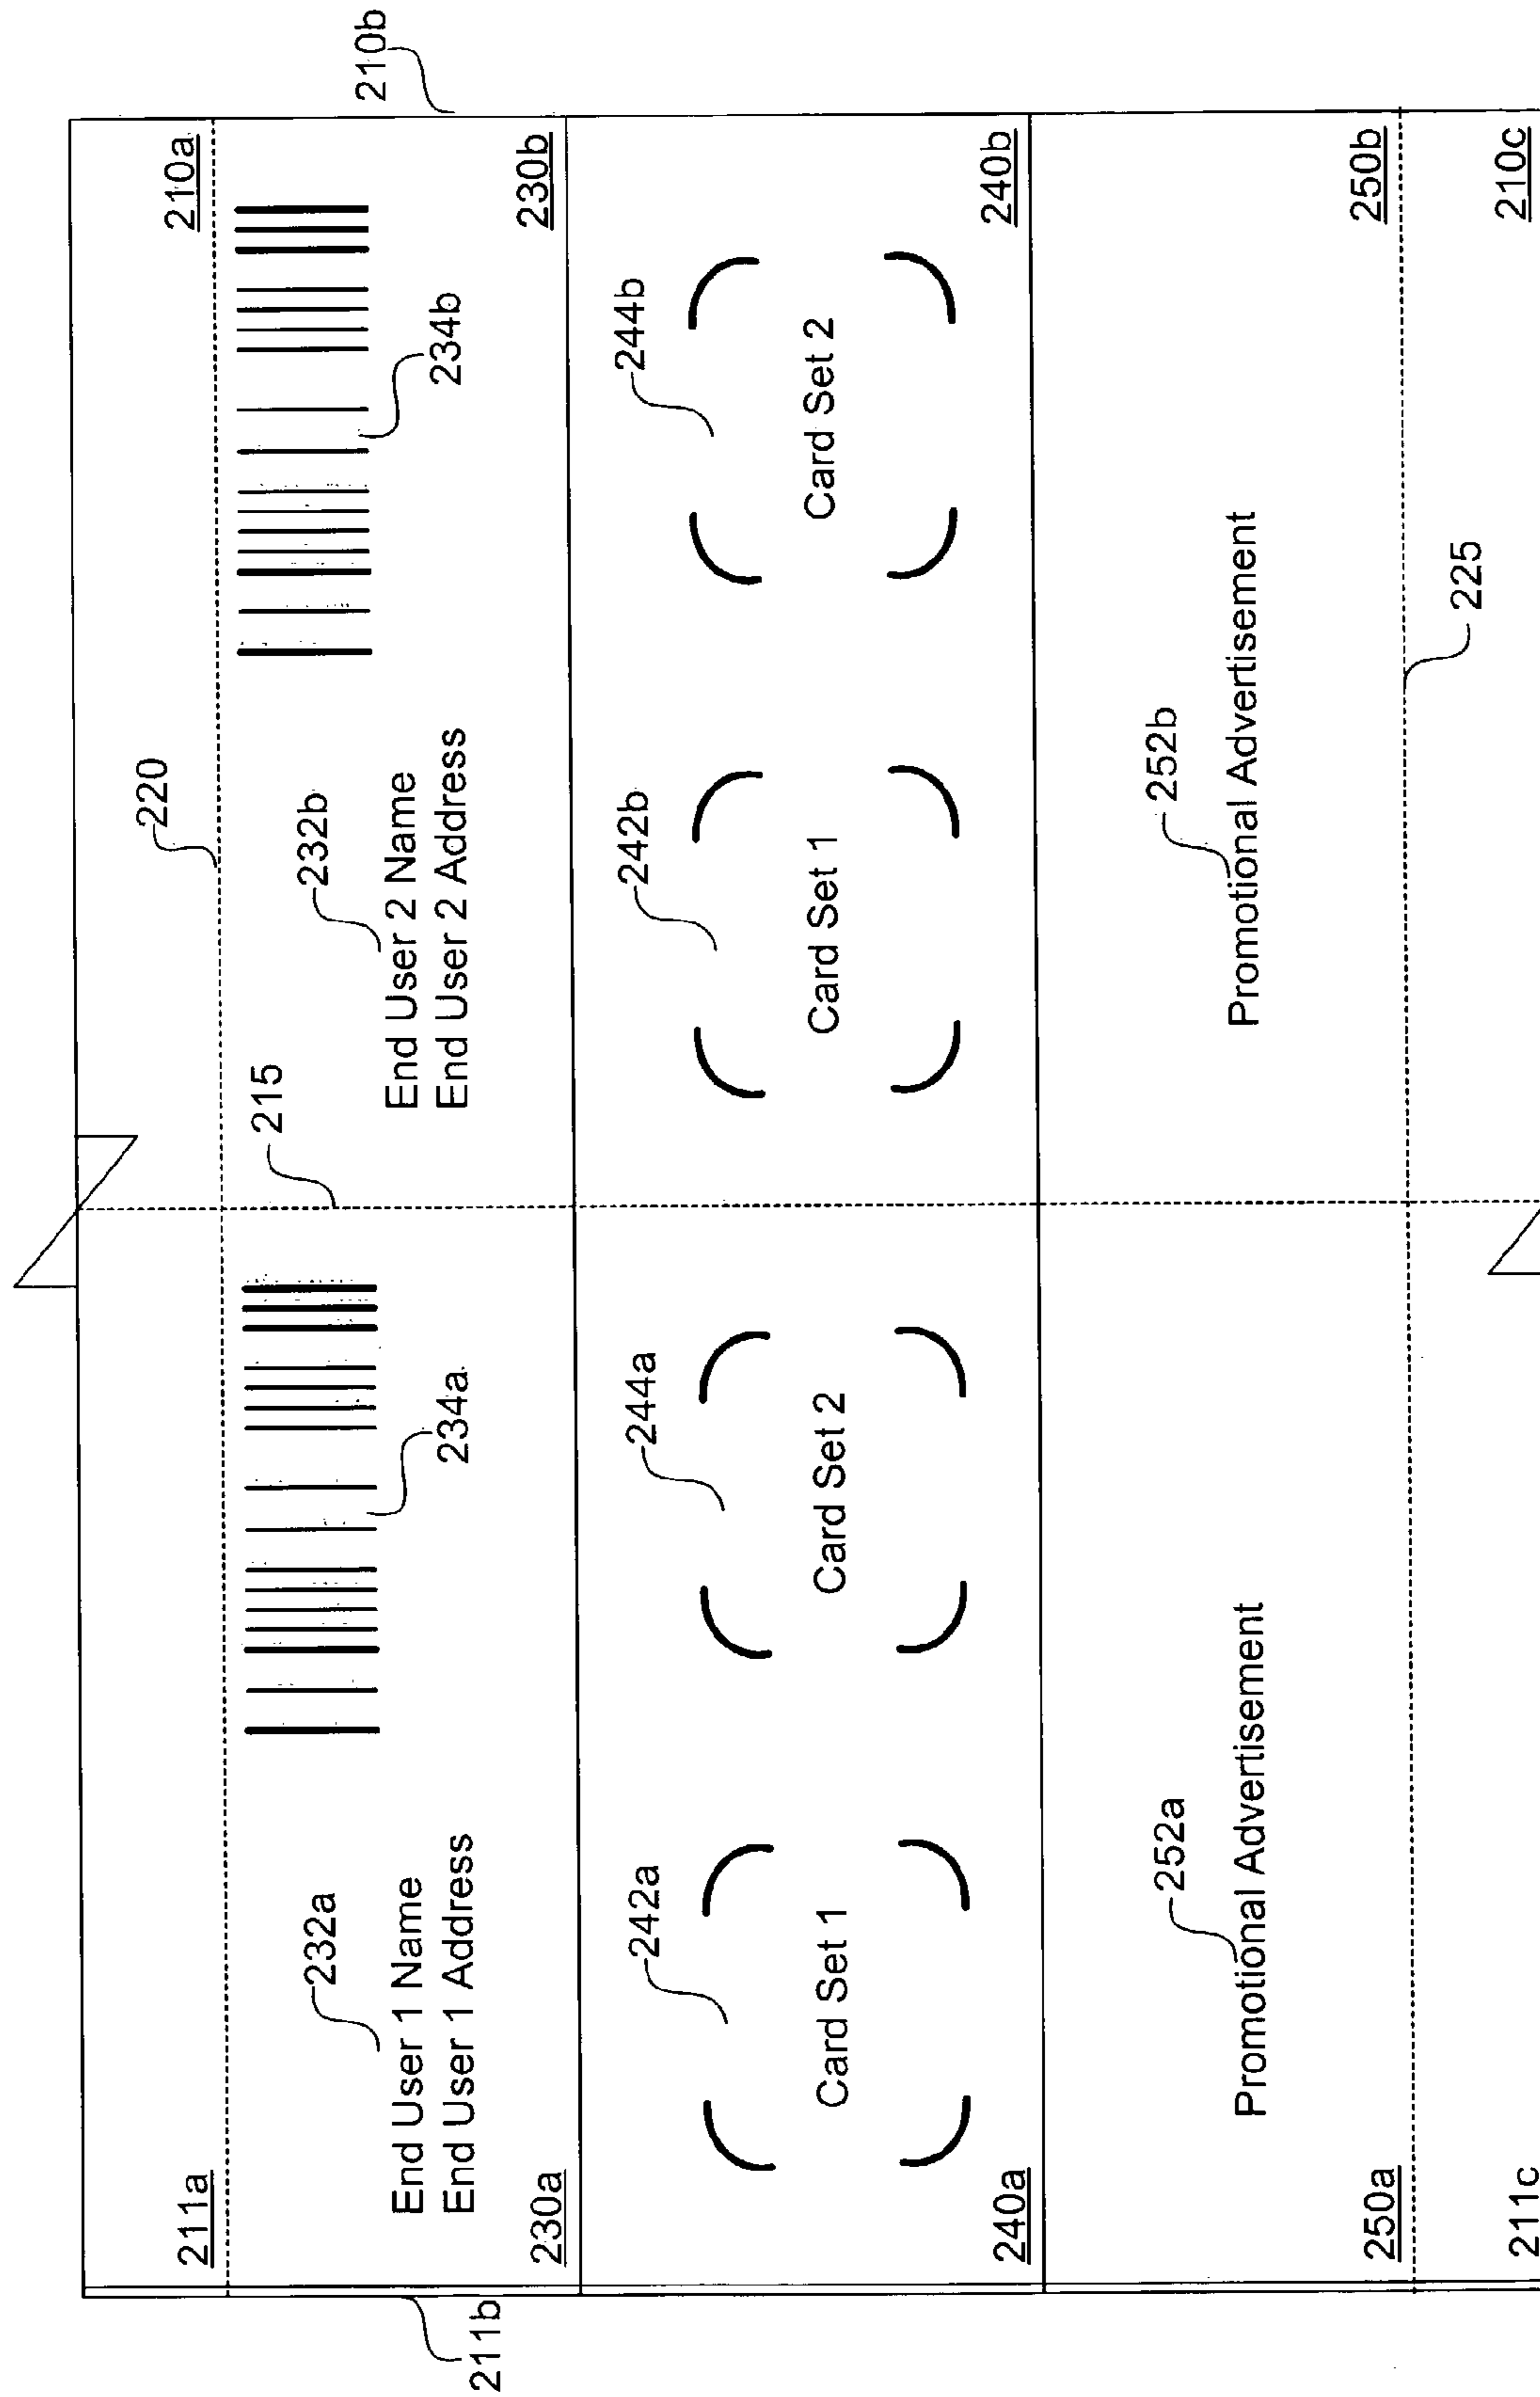 211a
220
210a
211b
215
210b
232a
End User 1 Name
End User 1 Address
234a
232b
End User 2 Name
End User 2 Address
234b
230a
230b
242a
244a
242b
244b
Card Set 1
Card Set 2
Card Set 1
Card Set 2
240a
240b
252a
Promotional Advertisement
252b
Promotional Advertisement
250a
250b
225
211c
210c